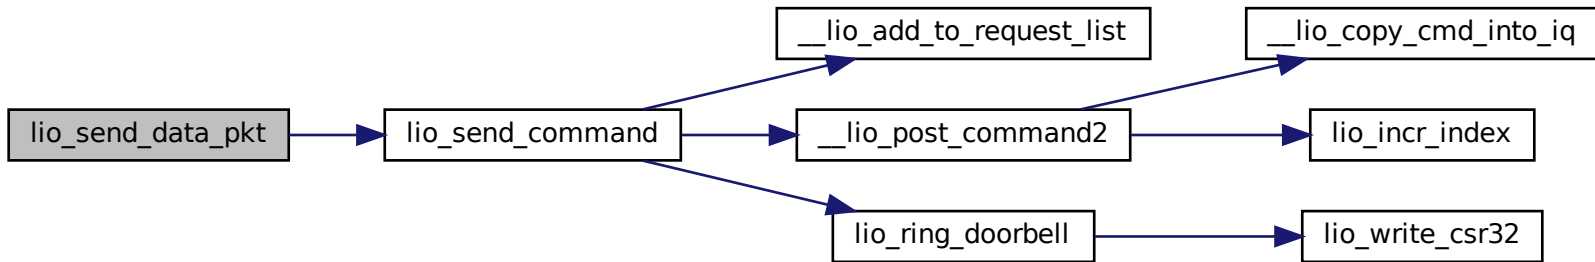 __lio_add_to_request_list
__lio_copy_cmd_into_iq
lio_send_data_pkt
lio_send_command
__lio_post_command2
lio_incr_index
lio_ring_doorbell
lio_write_csr32